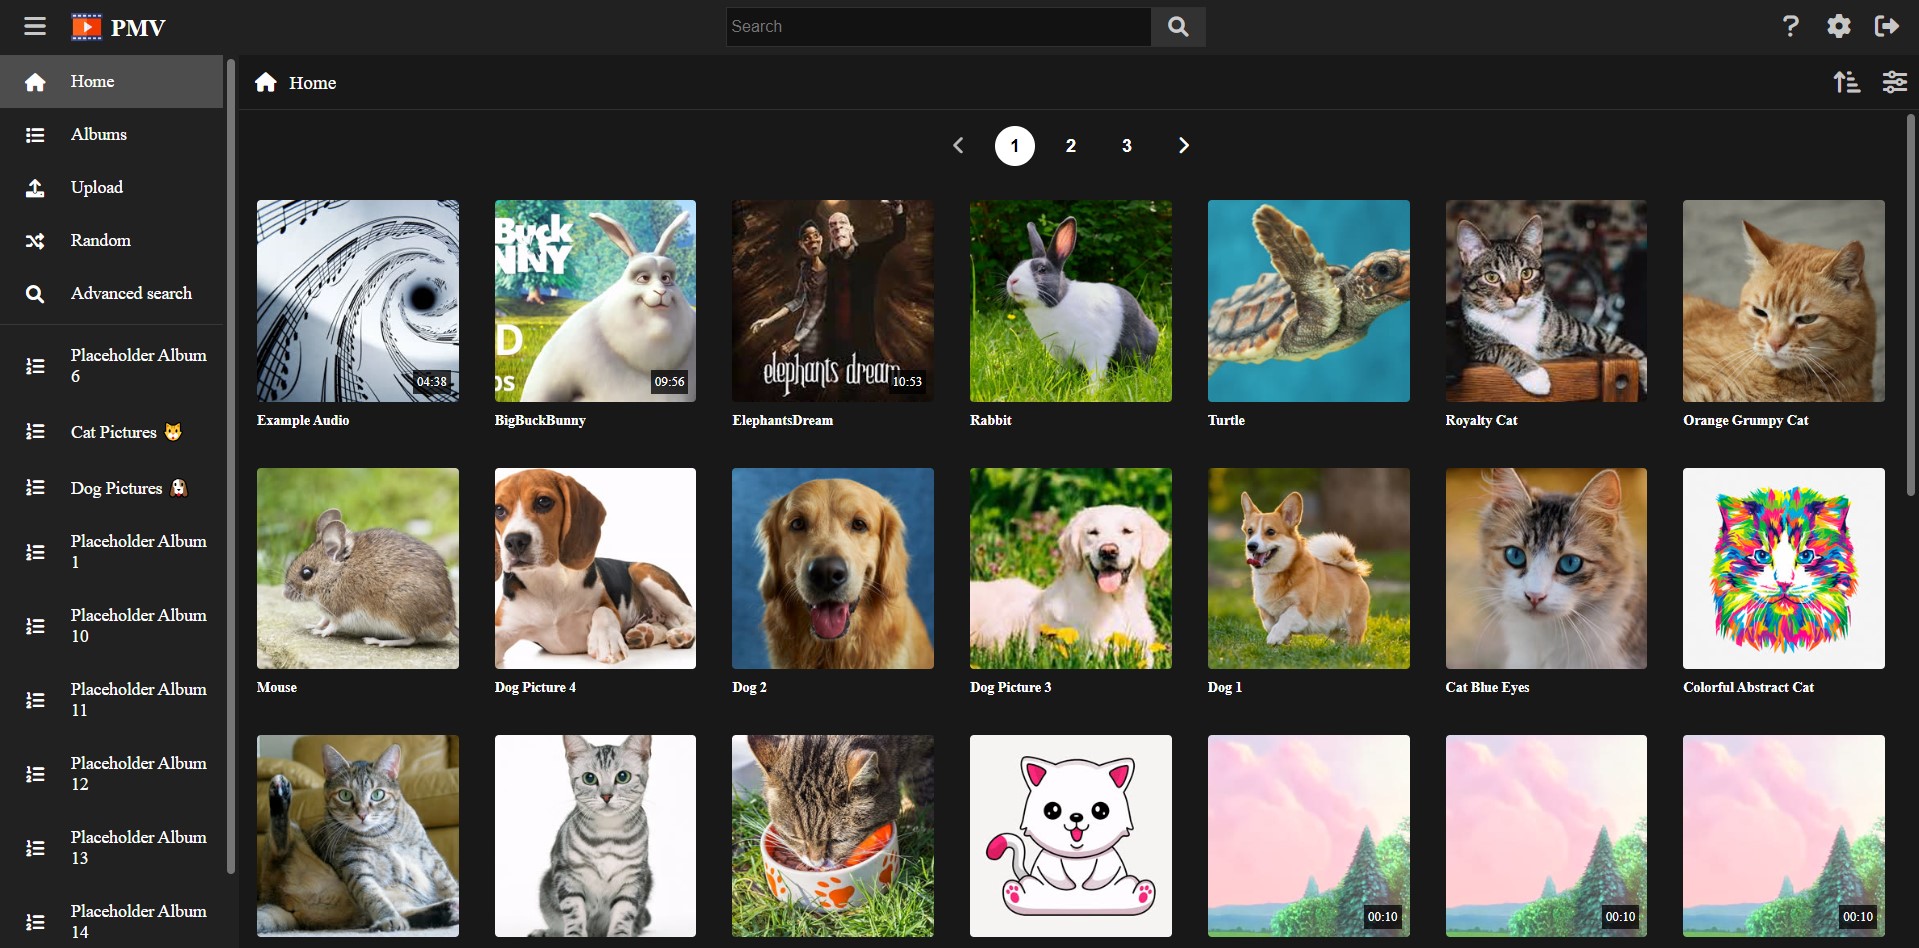 PMV
Search
Home
Albums
Upload
Random
Advanced search
Placeholder Album
6
Cat Pictures 🐱
Dog Pictures 🐶
Placeholder Album
1
Placeholder Album
10
Placeholder Album
11
Placeholder Album
12
Placeholder Album
13
Placeholder Album
14
Home
1 2 3
04:38
Buck
NNY
D
09:56
elephants dream
10:53
Example Audio
BigBuckBunny
ElephantsDream
Rabbit
Turtle
Royalty Cat
Orange Grumpy Cat
Mouse
Dog Picture 4
Dog 2
Dog Picture 3
Dog 1
Cat Blue Eyes
Colorful Abstract Cat
00:10
00:10
00:10